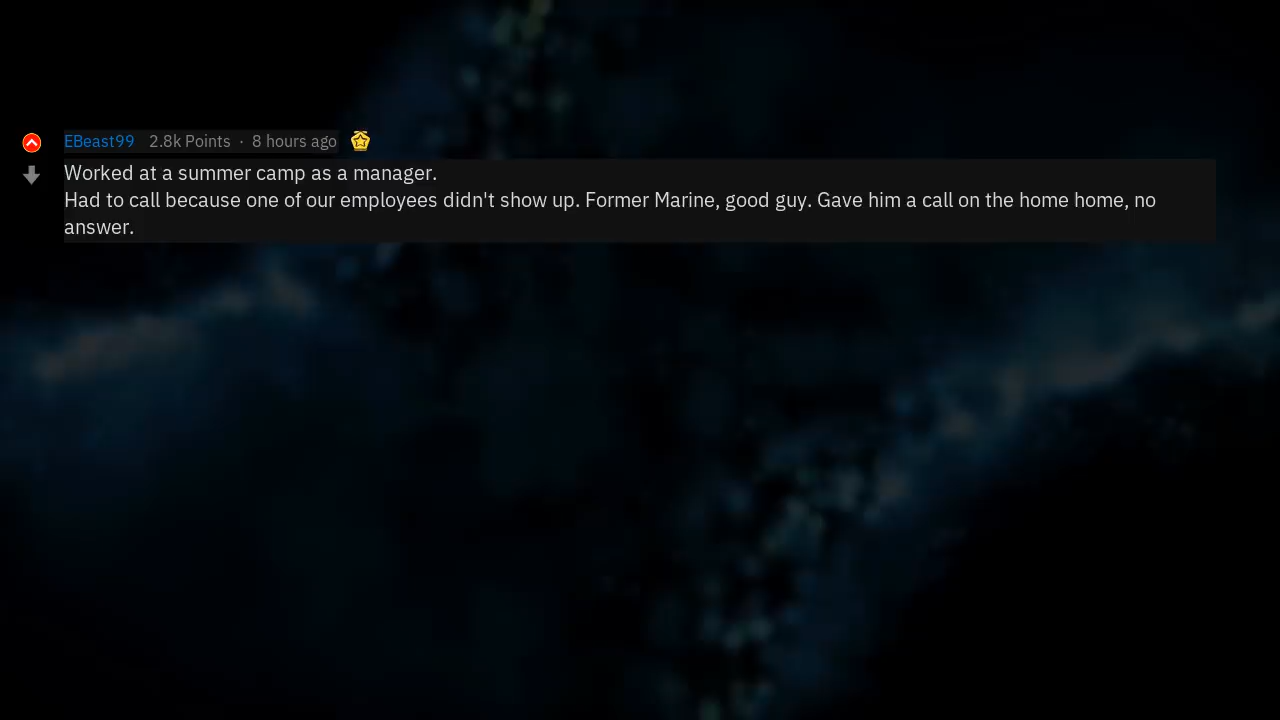 EBeast99 2.8k Points · 8 hours ago
Worked at a summer camp as a manager.
Had to call because one of our employees didn't show up. Former Marine, good guy. Gave him a call on the home home, no
answer.